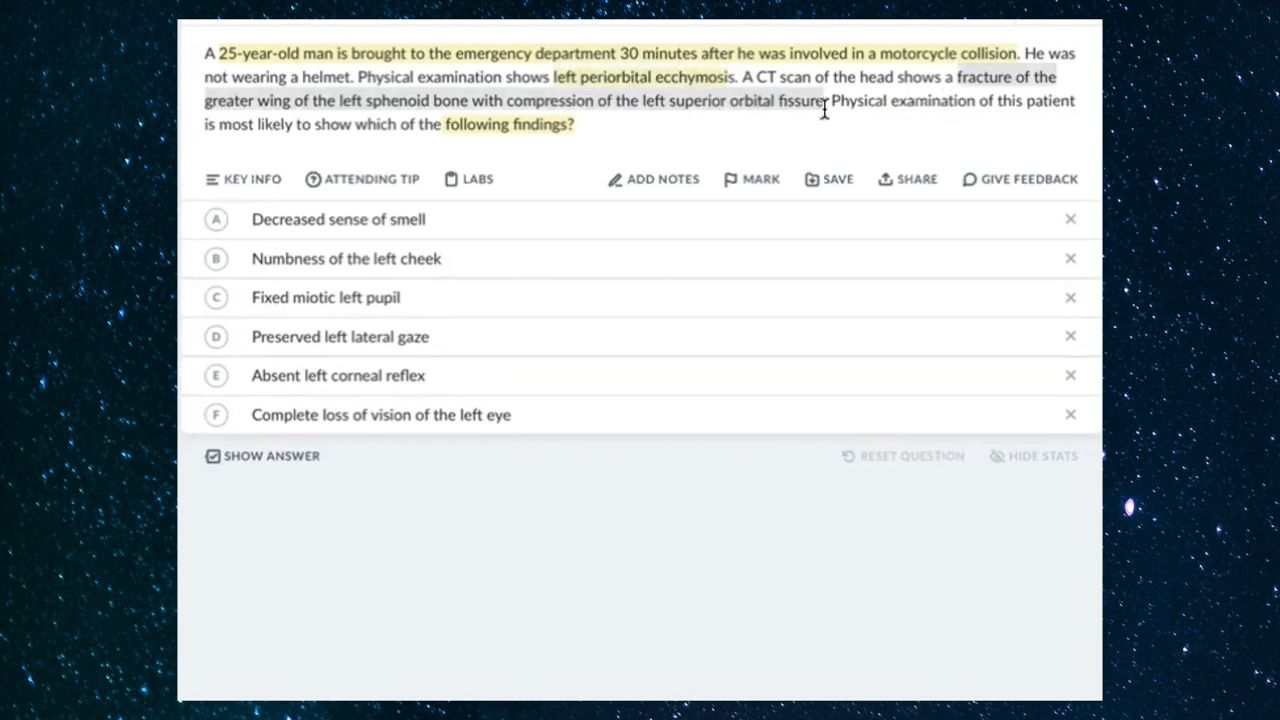 A 25-year-old man is brought to the emergency department 30 minutes after he was involved in a motorcycle collision. He was
not wearing a helmet. Physical examination shows left periorbital ecchymosis. A CT scan of the head shows a fracture of the
greater wing of the left sphenoid bone with compression of the left superior orbital fissure. Physical examination of this patient
is most likely to show which of the following findings?
KEY INFO ATTENDING TIP LABS ADD NOTES MARK SAVE SHARE GIVE FEEDBACK
A Decreased sense of smell
B Numbness of the left cheek
C Fixed miotic left pupil
D Preserved left lateral gaze
E Absent left corneal reflex
F Complete loss of vision of the left eye
SHOW ANSWER RESET QUESTION HIDE STATS